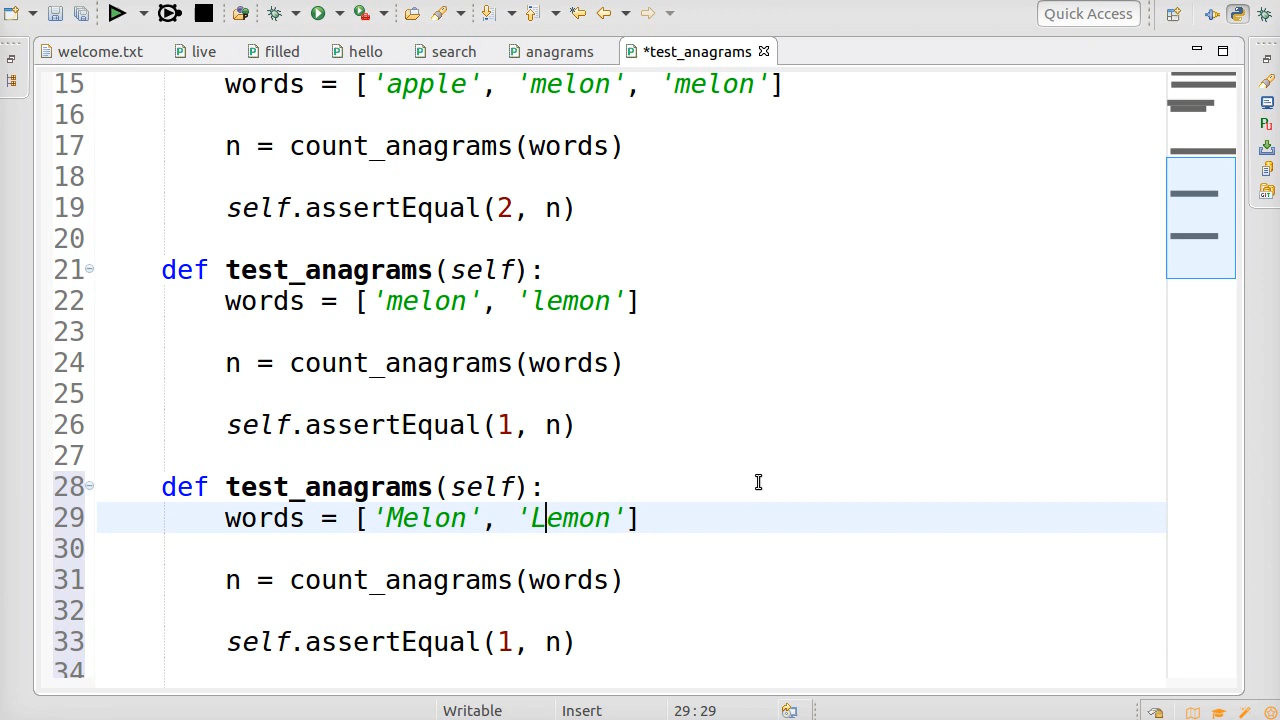 Quick Access
welcome.txt live filled hello search anagrams *test_anagrams
15 words = ['apple', 'melon', 'melon']
16
17 n = count_anagrams(words)
18
19 self.assertEqual(2, n)
20
21 def test_anagrams(self):
22 words = ['melon', 'lemon']
23
24 n = count_anagrams(words)
25
26 self.assertEqual(1, n)
27
28 def test_anagrams(self):
29 words = ['Melon', 'Lemon']
30
31 n = count_anagrams(words)
32
33 self.assertEqual(1, n)
34
Writable Insert 29:29